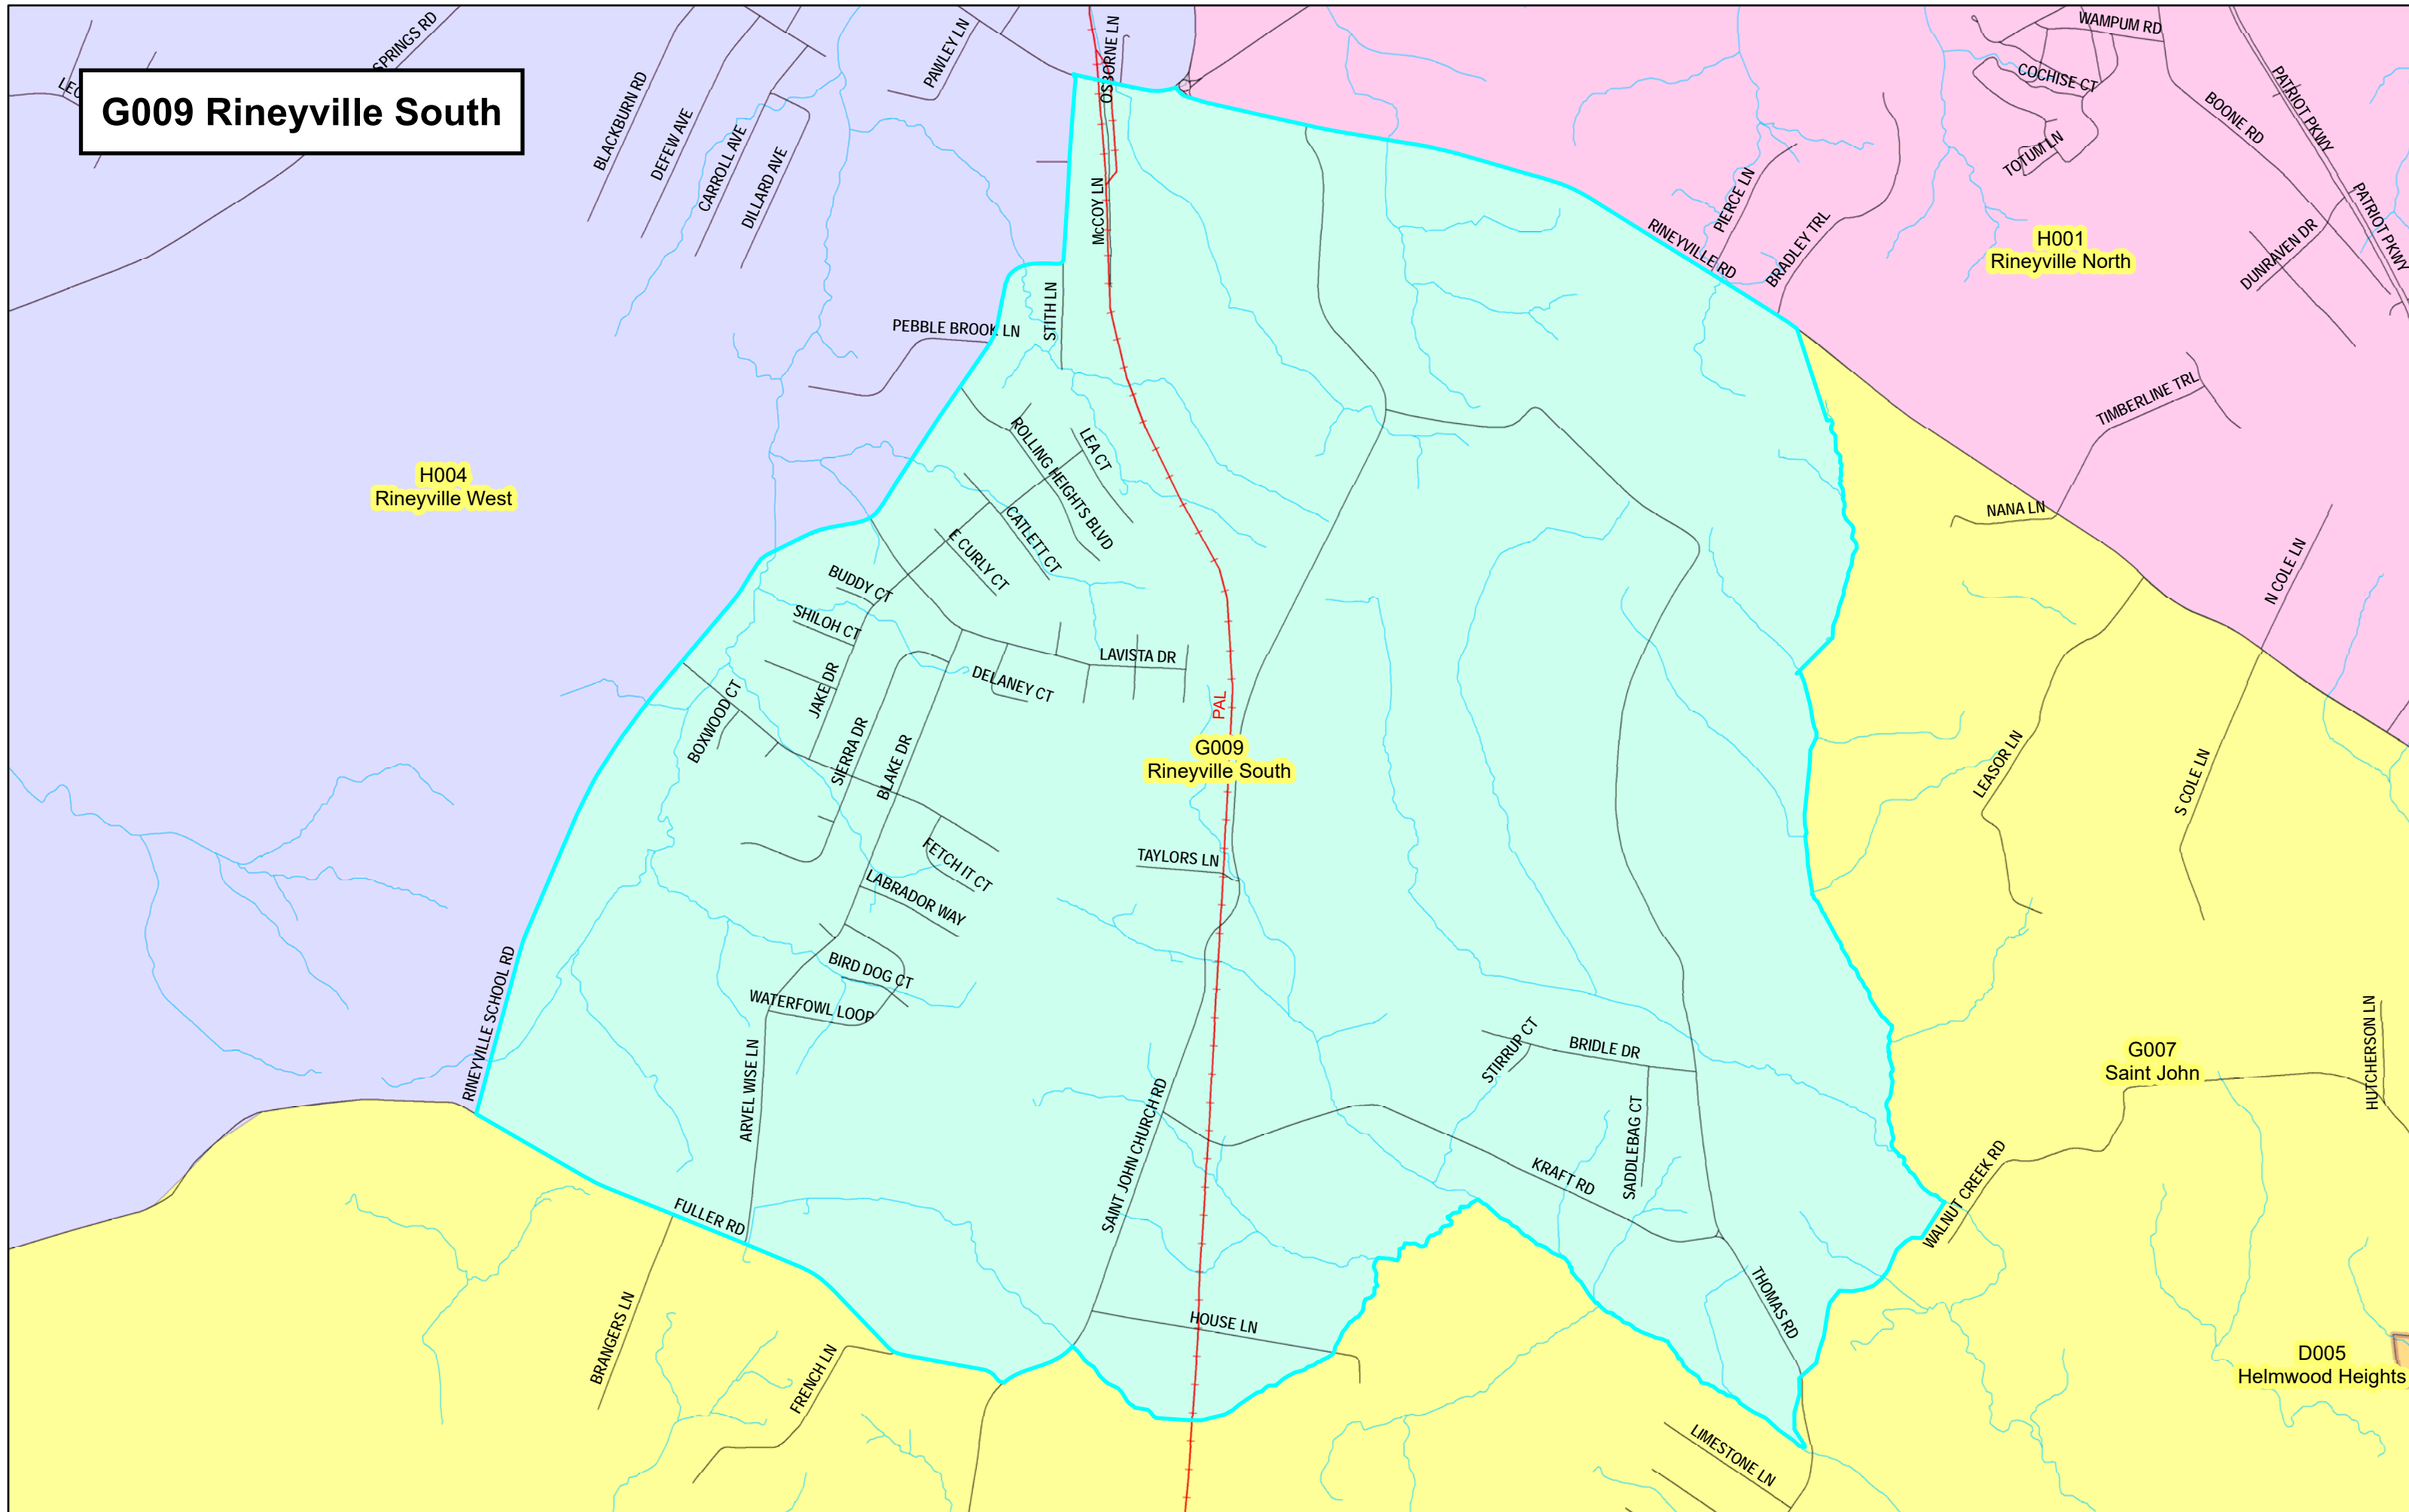 G009 Rineyville South
SPRINGS RD
BLACKBURN RD
DEFEW AVE
CARROLL AVE
DILLARD AVE
PAWLEY LN
OSBORNE LN
McCOY LN
STITH LN
PEBBLE BROOK LN
WAMPUM RD
COCHISE CT
TOTUM LN
BOONE RD
PATRIOT PKWY
PATRIOT PKWY
DUNRAVEN DR
PIERCE LN
BRADLEY TRL
RINEYVILLE RD
H001
Rineyville North
TIMBERLINE TRL
NANA LN
N COLE LN
S COLE LN
LEASOR LN
H004
Rineyville West
ROLLING HEIGHTS BLVD
LEA CT
CATLETT CT
E CURLY CT
BUDDY CT
SHILOH CT
JAKE DR
BOXWOOD CT
SIERRA DR
BLAKE DR
DELANEY CT
LAVISTA DR
PAL
G009
Rineyville South
TAYLORS LN
FETCH IT CT
LABRADOR WAY
BIRD DOG CT
WATERFOWL LOOP
ARVEL WISE LN
RINEYVILLE SCHOOL RD
SAINT JOHN CHURCH RD
STIRRUP CT
BRIDLE DR
SADDLEBAG CT
KRAFT RD
THOMAS RD
HOUSE LN
FULLER RD
BRANGERS LN
FRENCH LN
LIMESTONE LN
WALNUT CREEK RD
G007
Saint John
HUTCHERSON LN
D005
Helmwood Heights